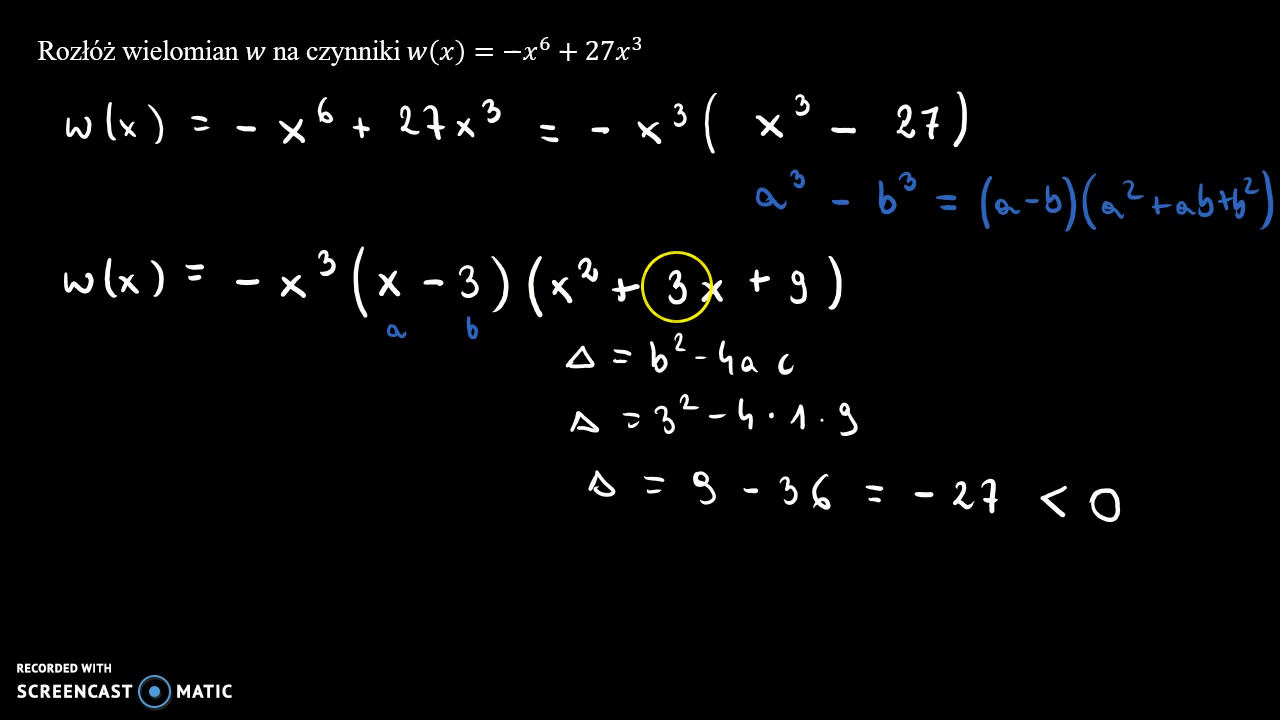 Rozłóż wielomian w na czynniki w(x) = −x⁶ + 27x³
w(x) = - x⁶ + 27x³ = - x³ ( x³ - 27)
a³ - b³ = (a-b)(a²+ab+b²)
w(x) = - x³ (x - 3) (x² + 3x + 9)
a b
Δ = b² - 4a c
Δ = 3² - 4 · 1 · 9
Δ = 9 - 36 = - 27 < 0
RECORDED WITH
SCREENCAST MATIC